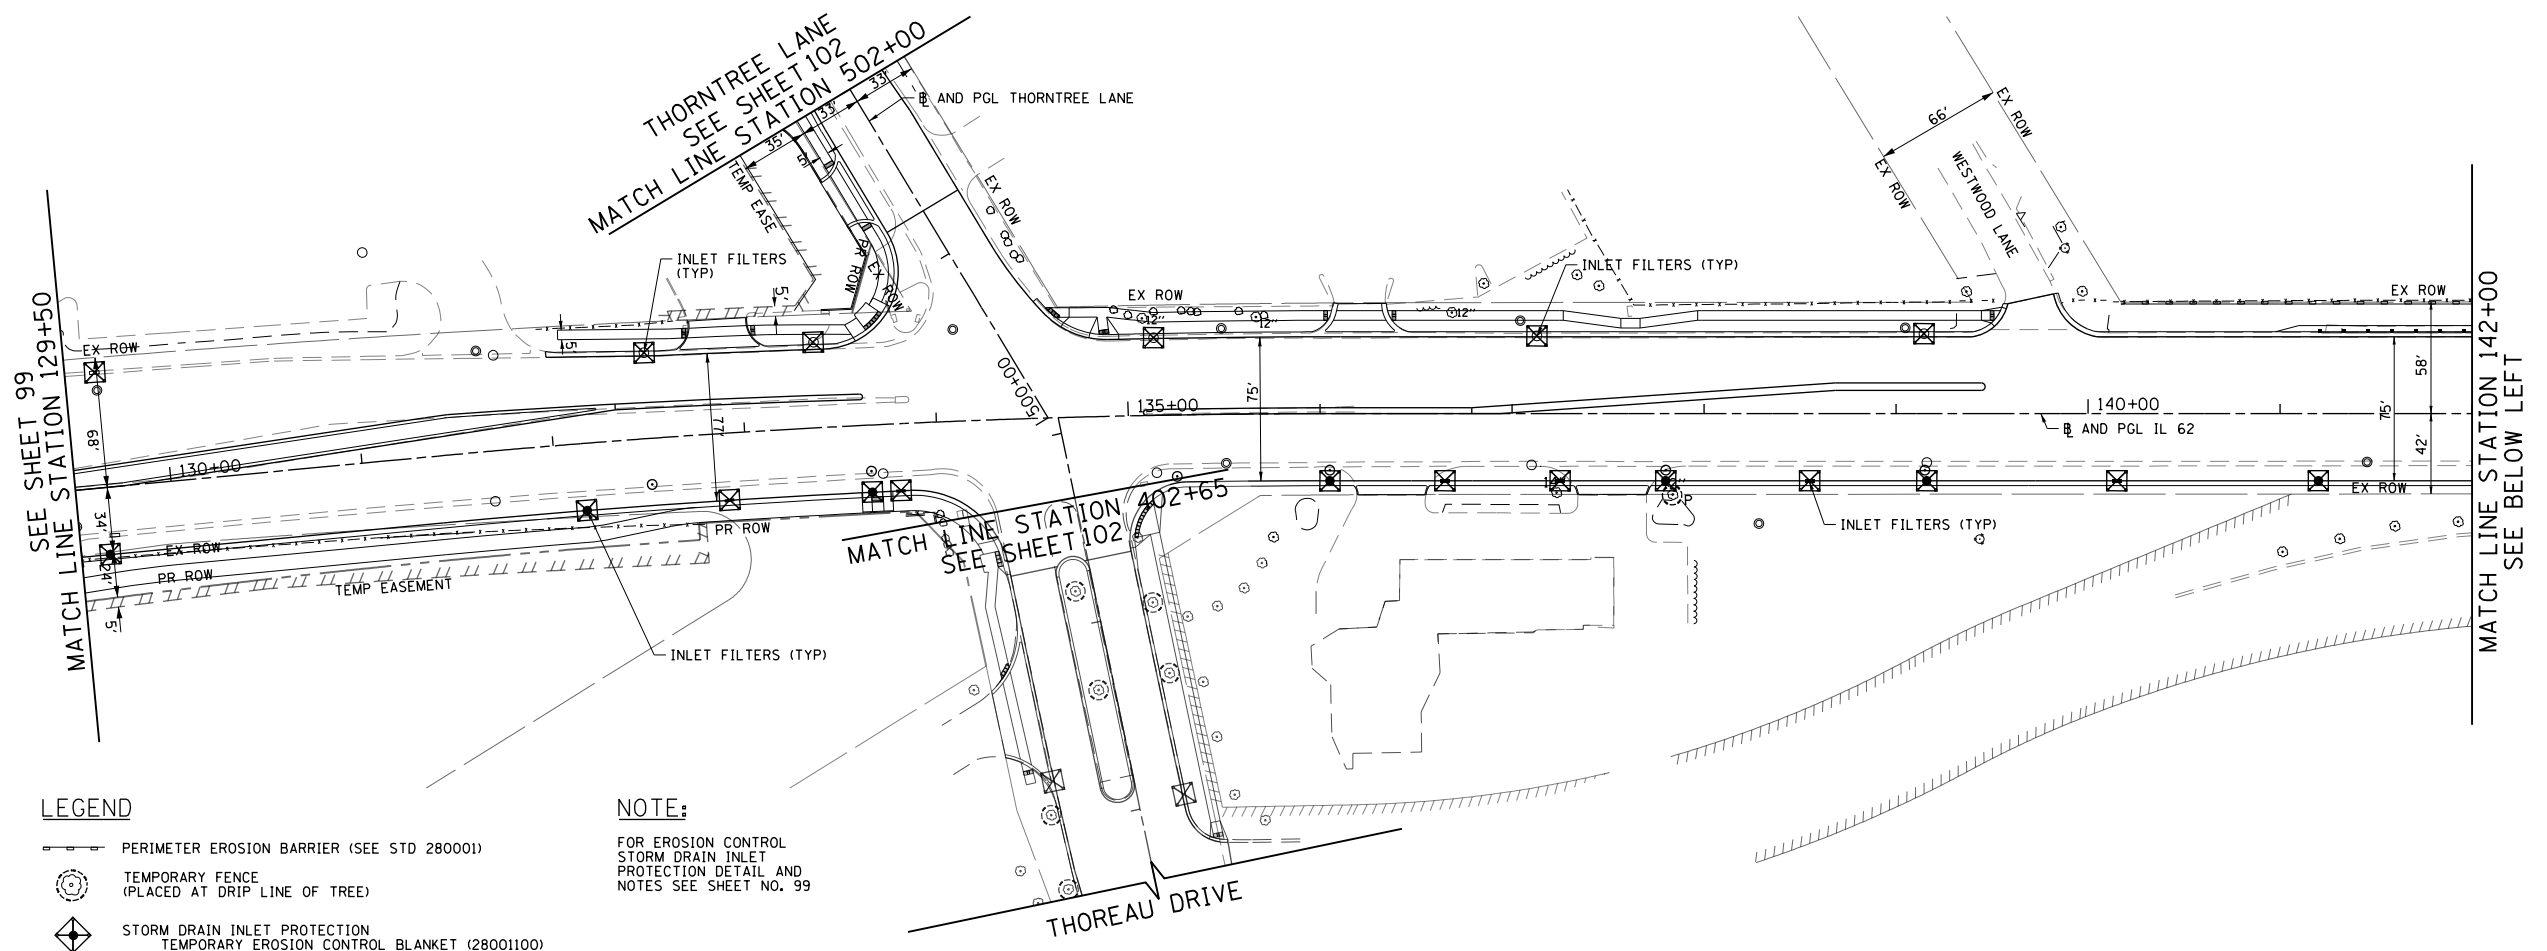 THORNTREE LANE
SEE SHEET 102
MATCH LINE STATION 502+00
33'
33'
35'
5'
℄ AND PGL THORNTREE LANE
TEMP EASE
EX ROW
PR ROW
EX ROW
INLET FILTERS
(TYP)
5'
5'
66'
EX ROW
EX ROW
WESTWOOD LANE
INLET FILTERS (TYP)
EX ROW
12"
12"
12"
EX ROW
SEE SHEET 99
MATCH LINE STATION 129+50
EX ROW
68'
130+00
77'
500+00
135+00
75'
140+00
℄ AND PGL IL 62
58'
75'
42'
MATCH LINE STATION 142+00
SEE BELOW LEFT
34'
EX ROW
24'
PR ROW
5'
TEMP EASEMENT
PR ROW
MATCH LINE STATION 402+65
SEE SHEET 102
INLET FILTERS (TYP)
EX ROW
INLET FILTERS (TYP)
THOREAU DRIVE
LEGEND
PERIMETER EROSION BARRIER (SEE STD 280001)
TEMPORARY FENCE
(PLACED AT DRIP LINE OF TREE)
STORM DRAIN INLET PROTECTION
TEMPORARY EROSION CONTROL BLANKET (28001100)
NOTE:
FOR EROSION CONTROL
STORM DRAIN INLET
PROTECTION DETAIL AND
NOTES SEE SHEET NO. 99